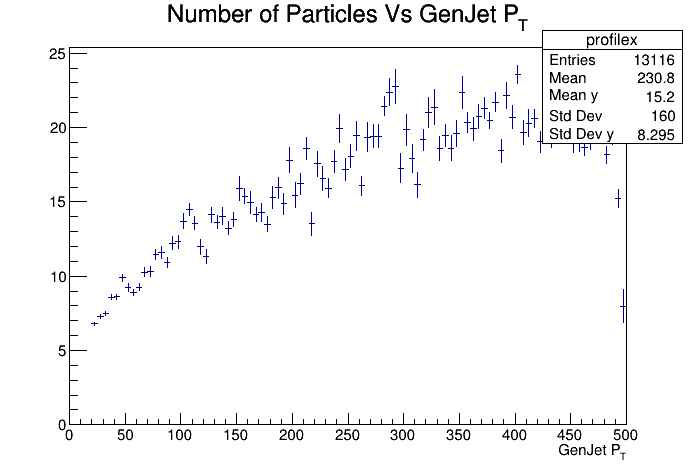 Number of Particles Vs GenJet P_T
profilex
Entries 13116
Mean 230.8
Mean y 15.2
Std Dev 160
Std Dev y 8.295
25
20
15
10
5
0
0 50 100 150 200 250 300 350 400 450 500
GenJet P_T